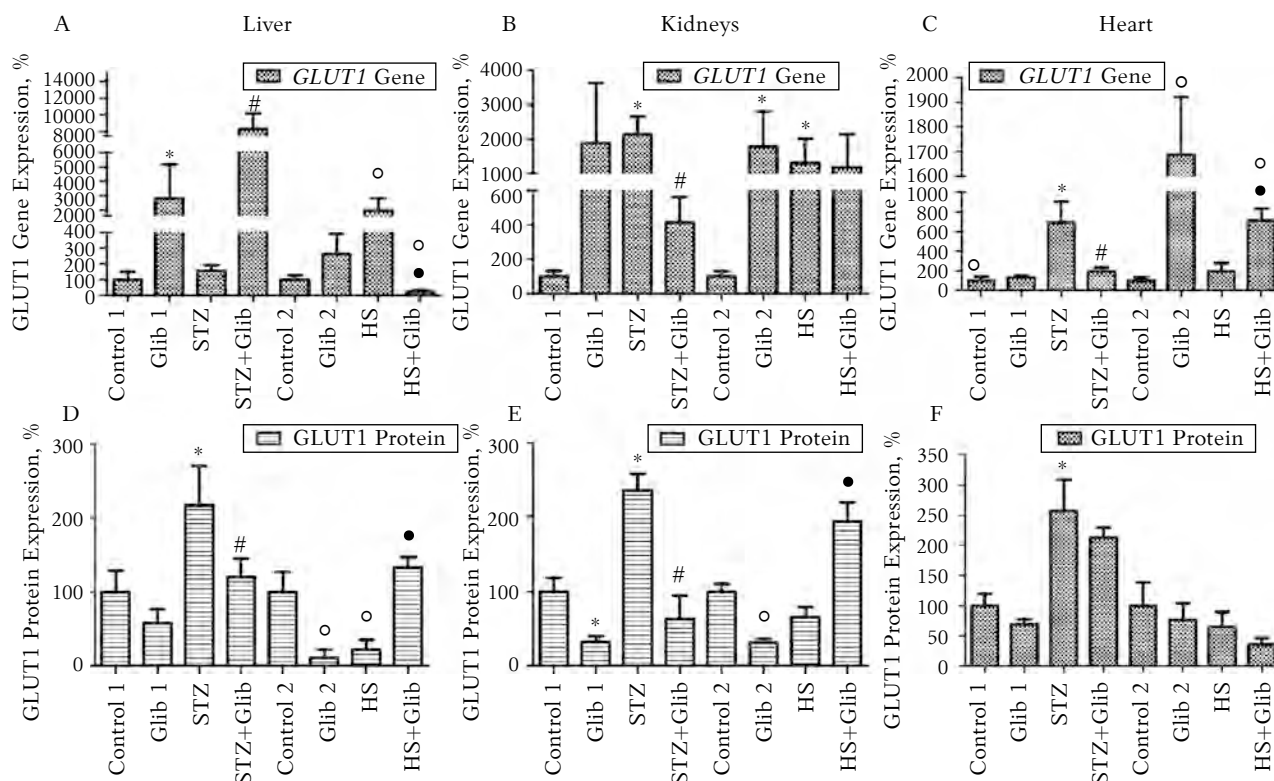 A Liver
GLUT1 Gene Expression, %
14000
12000
10000
8000
6000
5000
4000
3000
2000
400
300
200
100
0
GLUT1 Gene
*
#
○
○
●
Control 1
Glib 1
STZ
STZ+Glib
Control 2
Glib 2
HS
HS+Glib
B Kidneys
GLUT1 Gene Expression, %
4000
3000
2000
1000
600
400
200
0
GLUT1 Gene
*
#
*
*
Control 1
Glib 1
STZ
STZ+Glib
Control 2
Glib 2
HS
HS+Glib
C Heart
GLUT1 Gene Expression, %
2000
1900
1800
1700
1600
1000
800
600
400
200
0
GLUT1 Gene
○
*
#
○
○
●
Control 1
Glib 1
STZ
STZ+Glib
Control 2
Glib 2
HS
HS+Glib
D
GLUT1 Protein Expression, %
300
200
100
0
GLUT1 Protein
*
#
○
○
●
Control 1
Glib 1
STZ
STZ+Glib
Control 2
Glib 2
HS
HS+Glib
E
GLUT1 Protein Expression, %
300
200
100
0
GLUT1 Protein
*
*
#
○
●
Control 1
Glib 1
STZ
STZ+Glib
Control 2
Glib 2
HS
HS+Glib
F
GLUT1 Protein Expression, %
350
300
250
200
150
100
50
0
GLUT1 Protein
*
Control 1
Glib 1
STZ
STZ+Glib
Control 2
Glib 2
HS
HS+Glib